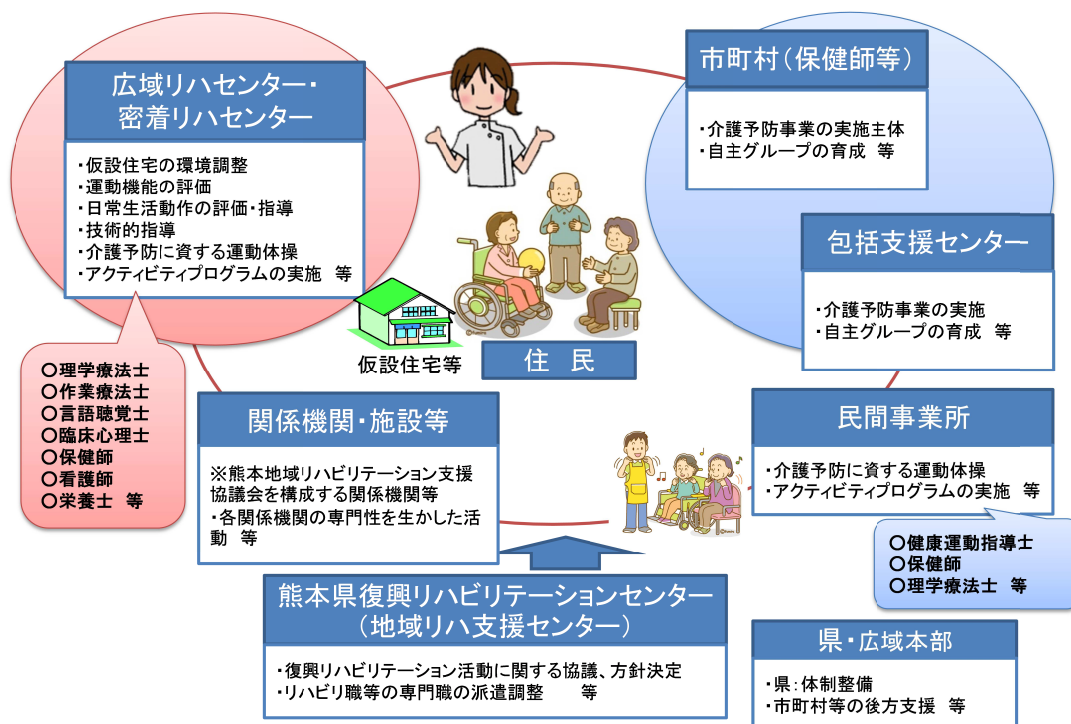 広域リハセンター・
密着リハセンター
・仮設住宅の環境調整
・運動機能の評価
・日常生活動作の評価・指導
・技術的指導
・介護予防に資する運動体操
・アクティビティプログラムの実施 等
市町村(保健師等)
・介護予防事業の実施主体
・自主グループの育成 等
包括支援センター
・介護予防事業の実施
・自主グループの育成 等
仮設住宅等
住 民
○理学療法士
○作業療法士
○言語聴覚士
○臨床心理士
○保健師
○看護師
○栄養士 等
関係機関・施設等
※熊本地域リハビリテーション支援
協議会を構成する関係機関等
・各関係機関の専門性を生かした活
動 等
民間事業所
・介護予防に資する運動体操
・アクティビティプログラムの実施 等
○健康運動指導士
○保健師
○理学療法士 等
熊本県復興リハビリテーションセンター
(地域リハ支援センター)
・復興リハビリテーション活動に関する協議、方針決定
・リハビリ職等の専門職の派遣調整 等
県・広域本部
・県:体制整備
・市町村等の後方支援 等